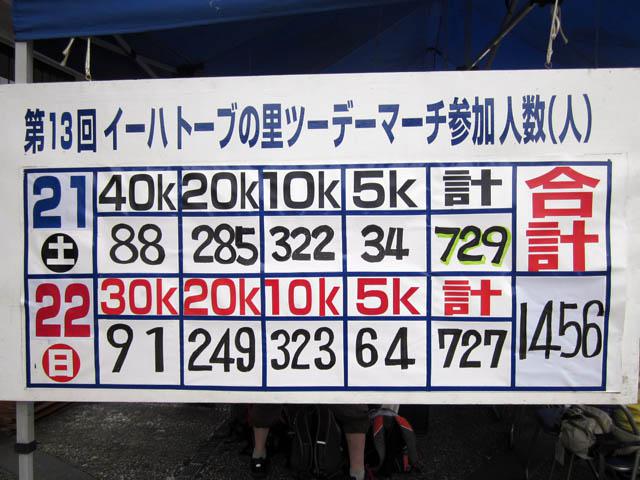 第13回 イーハトーブの里ツーデーマーチ参加人数(人)
21 40k 20k 10k 5k 計 合計
土 88 285 322 34 729
22 30k 20k 10k 5k 計 1456
日 91 249 323 64 727